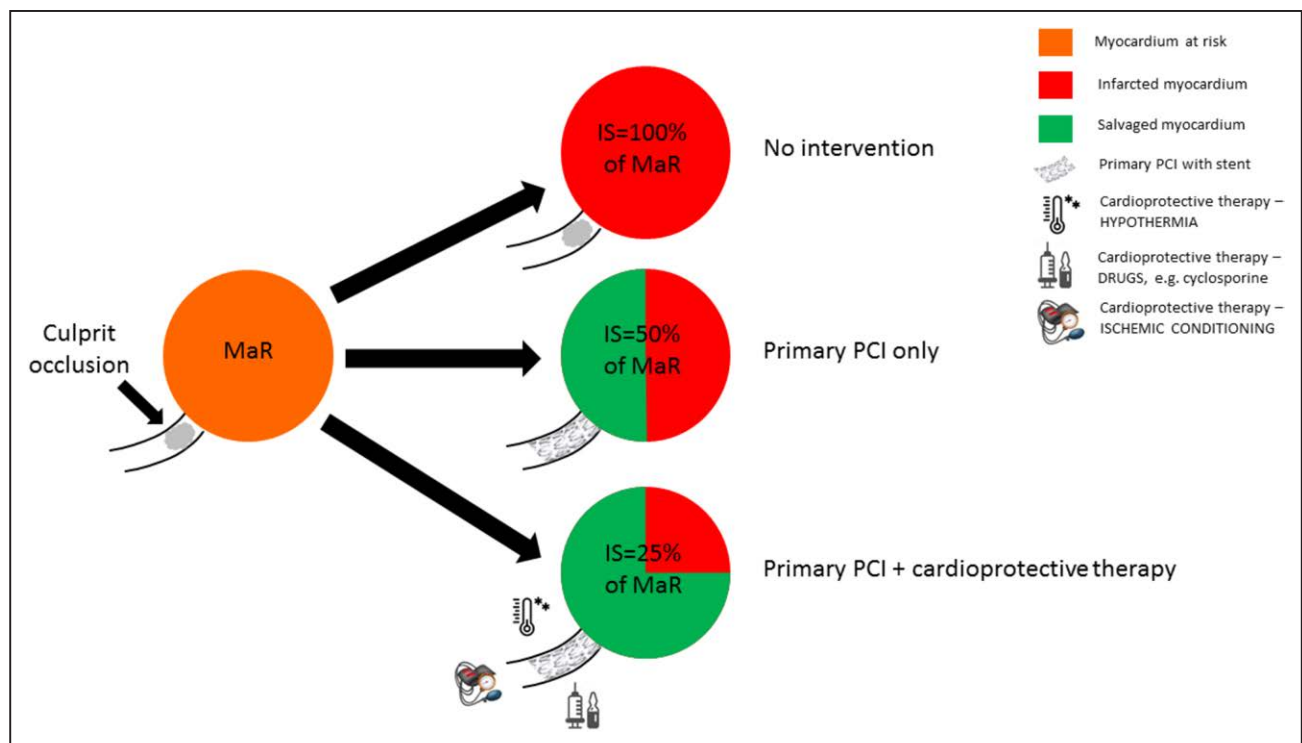 Culprit
occlusion
MaR
IS=100%
of MaR
No intervention
IS=50%
of MaR
Primary PCI only
IS=25%
of MaR
Primary PCI + cardioprotective therapy
Myocardium at risk
Infarcted myocardium
Salvaged myocardium
Primary PCI with stent
Cardioprotective therapy –
HYPOTHERMIA
Cardioprotective therapy –
DRUGS, e.g. cyclosporine
Cardioprotective therapy –
ISCHEMIC CONDITIONING